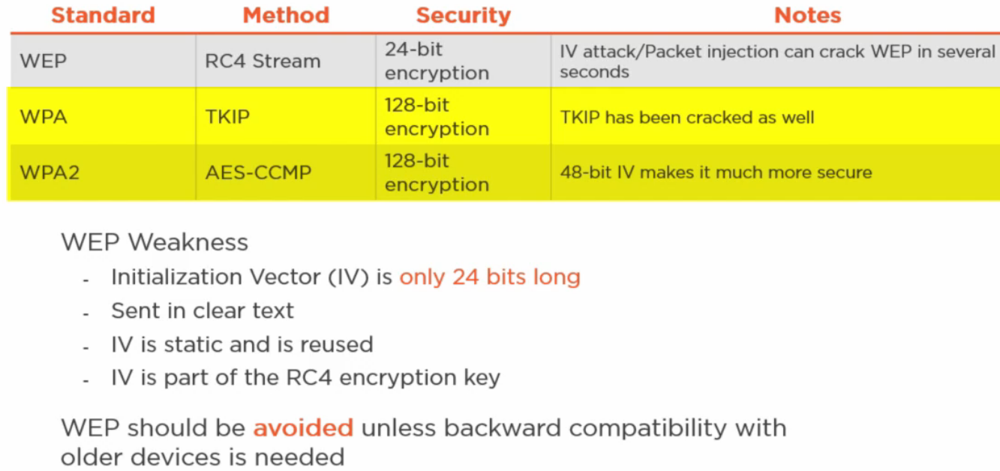 Standard Method Security Notes
WEP RC4 Stream 24-bit encryption IV attack/Packet injection can crack WEP in several seconds
WPA TKIP 128-bit encryption TKIP has been cracked as well
WPA2 AES-CCMP 128-bit encryption 48-bit IV makes it much more secure
WEP Weakness
- Initialization Vector (IV) is only 24 bits long
- Sent in clear text
- IV is static and is reused
- IV is part of the RC4 encryption key
WEP should be avoided unless backward compatibility with
older devices is needed